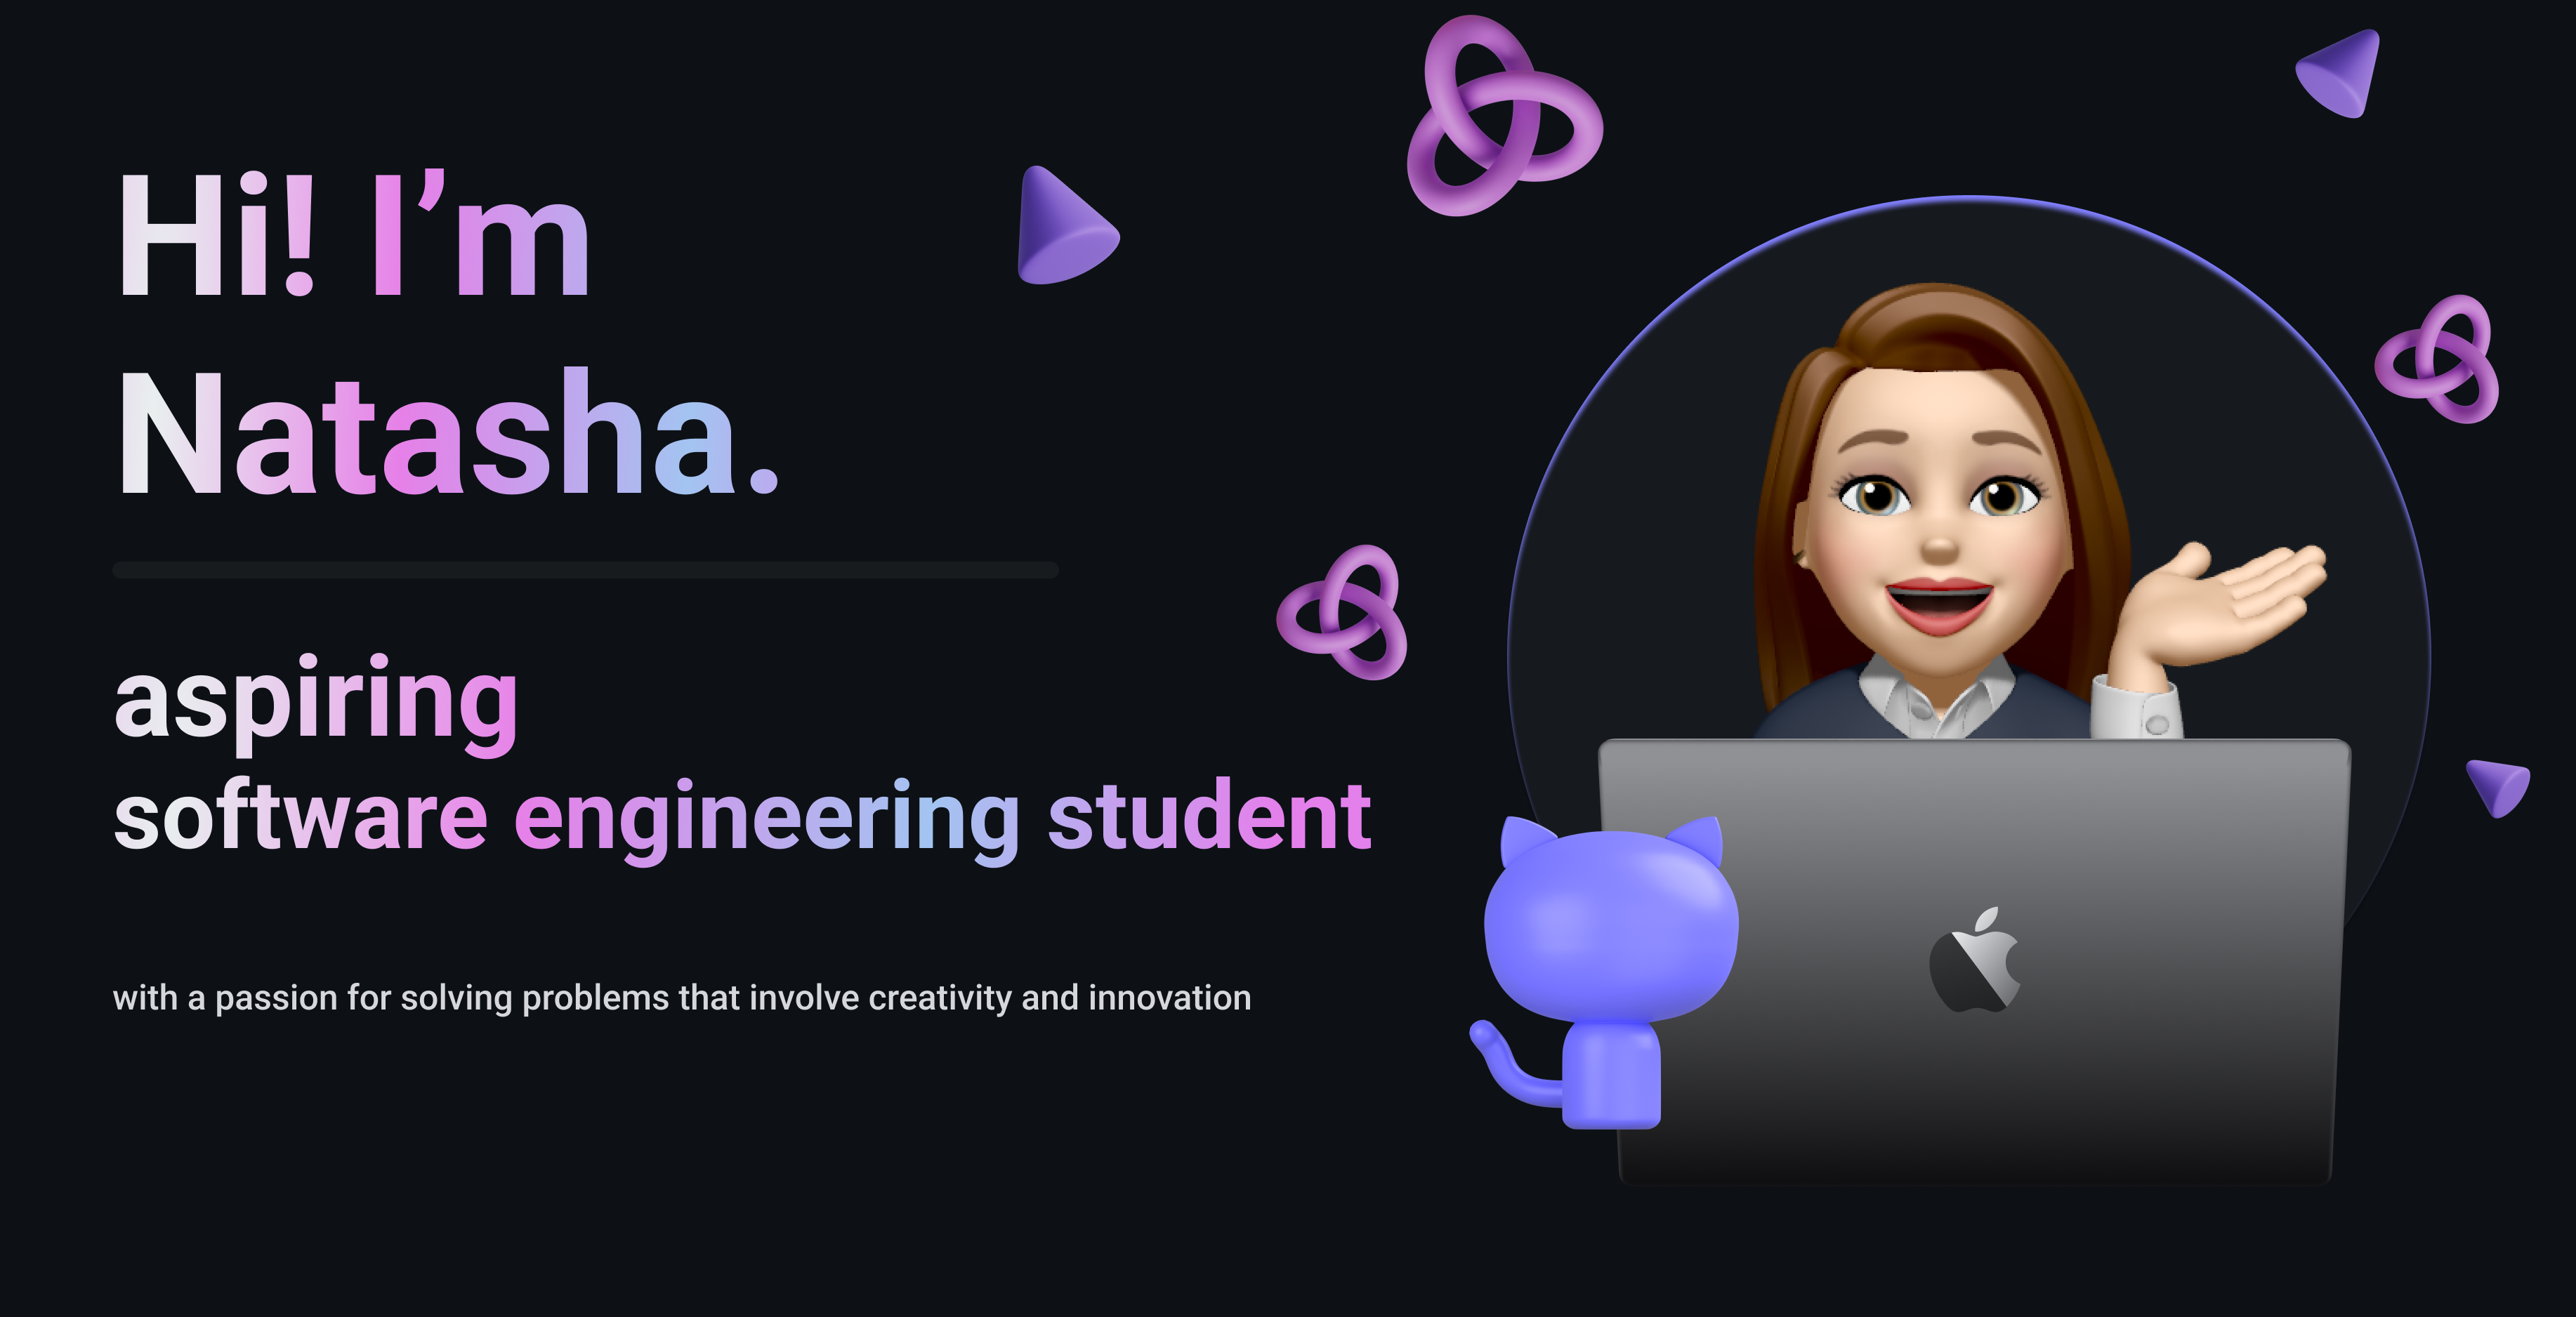 Hi! I’m
Natasha.
aspiring
software engineering student
with a passion for solving problems that involve creativity and innovation